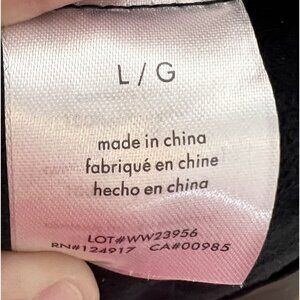 L / G
made in china
fabriqué en chine
hecho en china
LOT#WW23956
RN#124917 CA#00985